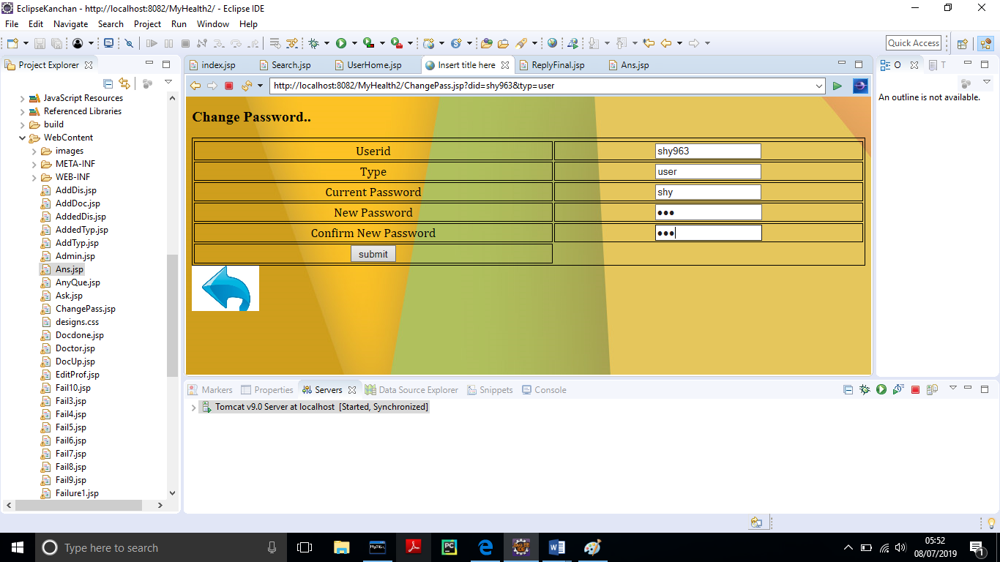 EclipseKanchan - http://localhost:8082/MyHealth2/ - Eclipse IDE
File Edit Navigate Search Project Run Window Help
Quick Access
Project Explorer
index.jsp Search.jsp UserHome.jsp Insert title here ReplyFinal.jsp Ans.jsp
O T
http://localhost:8082/MyHealth2/ChangePass.jsp?did=shy963&typ=user
An outline is not available.
JavaScript Resources
Referenced Libraries
build
WebContent
images
META-INF
WEB-INF
AddDis.jsp
AddDoc.jsp
AddedDis.jsp
AddedTyp.jsp
AddTyp.jsp
Admin.jsp
Ans.jsp
AnyQue.jsp
Ask.jsp
ChangePass.jsp
designs.css
Docdone.jsp
Doctor.jsp
DocUp.jsp
EditProf.jsp
Fail10.jsp
Fail3.jsp
Fail4.jsp
Fail5.jsp
Fail6.jsp
Fail7.jsp
Fail8.jsp
Fail9.jsp
Failure1.jsp
Change Password..
Userid shy963
Type user
Current Password shy
New Password •••
Confirm New Password •••
submit
Markers Properties Servers Data Source Explorer Snippets Console
Tomcat v9.0 Server at localhost [Started, Synchronized]
Type here to search
MySQL
PC
JAVA EE IDE
W
05:52
08/07/2019
1